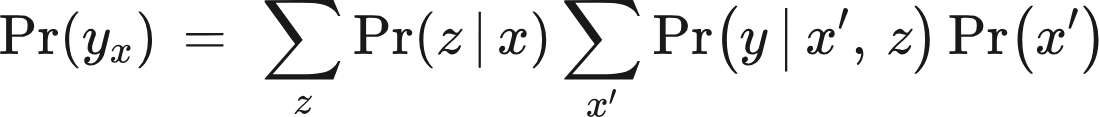 Pr(y_x) = ∑_z Pr(z | x) ∑_{x′} Pr(y | x′, z) Pr(x′)